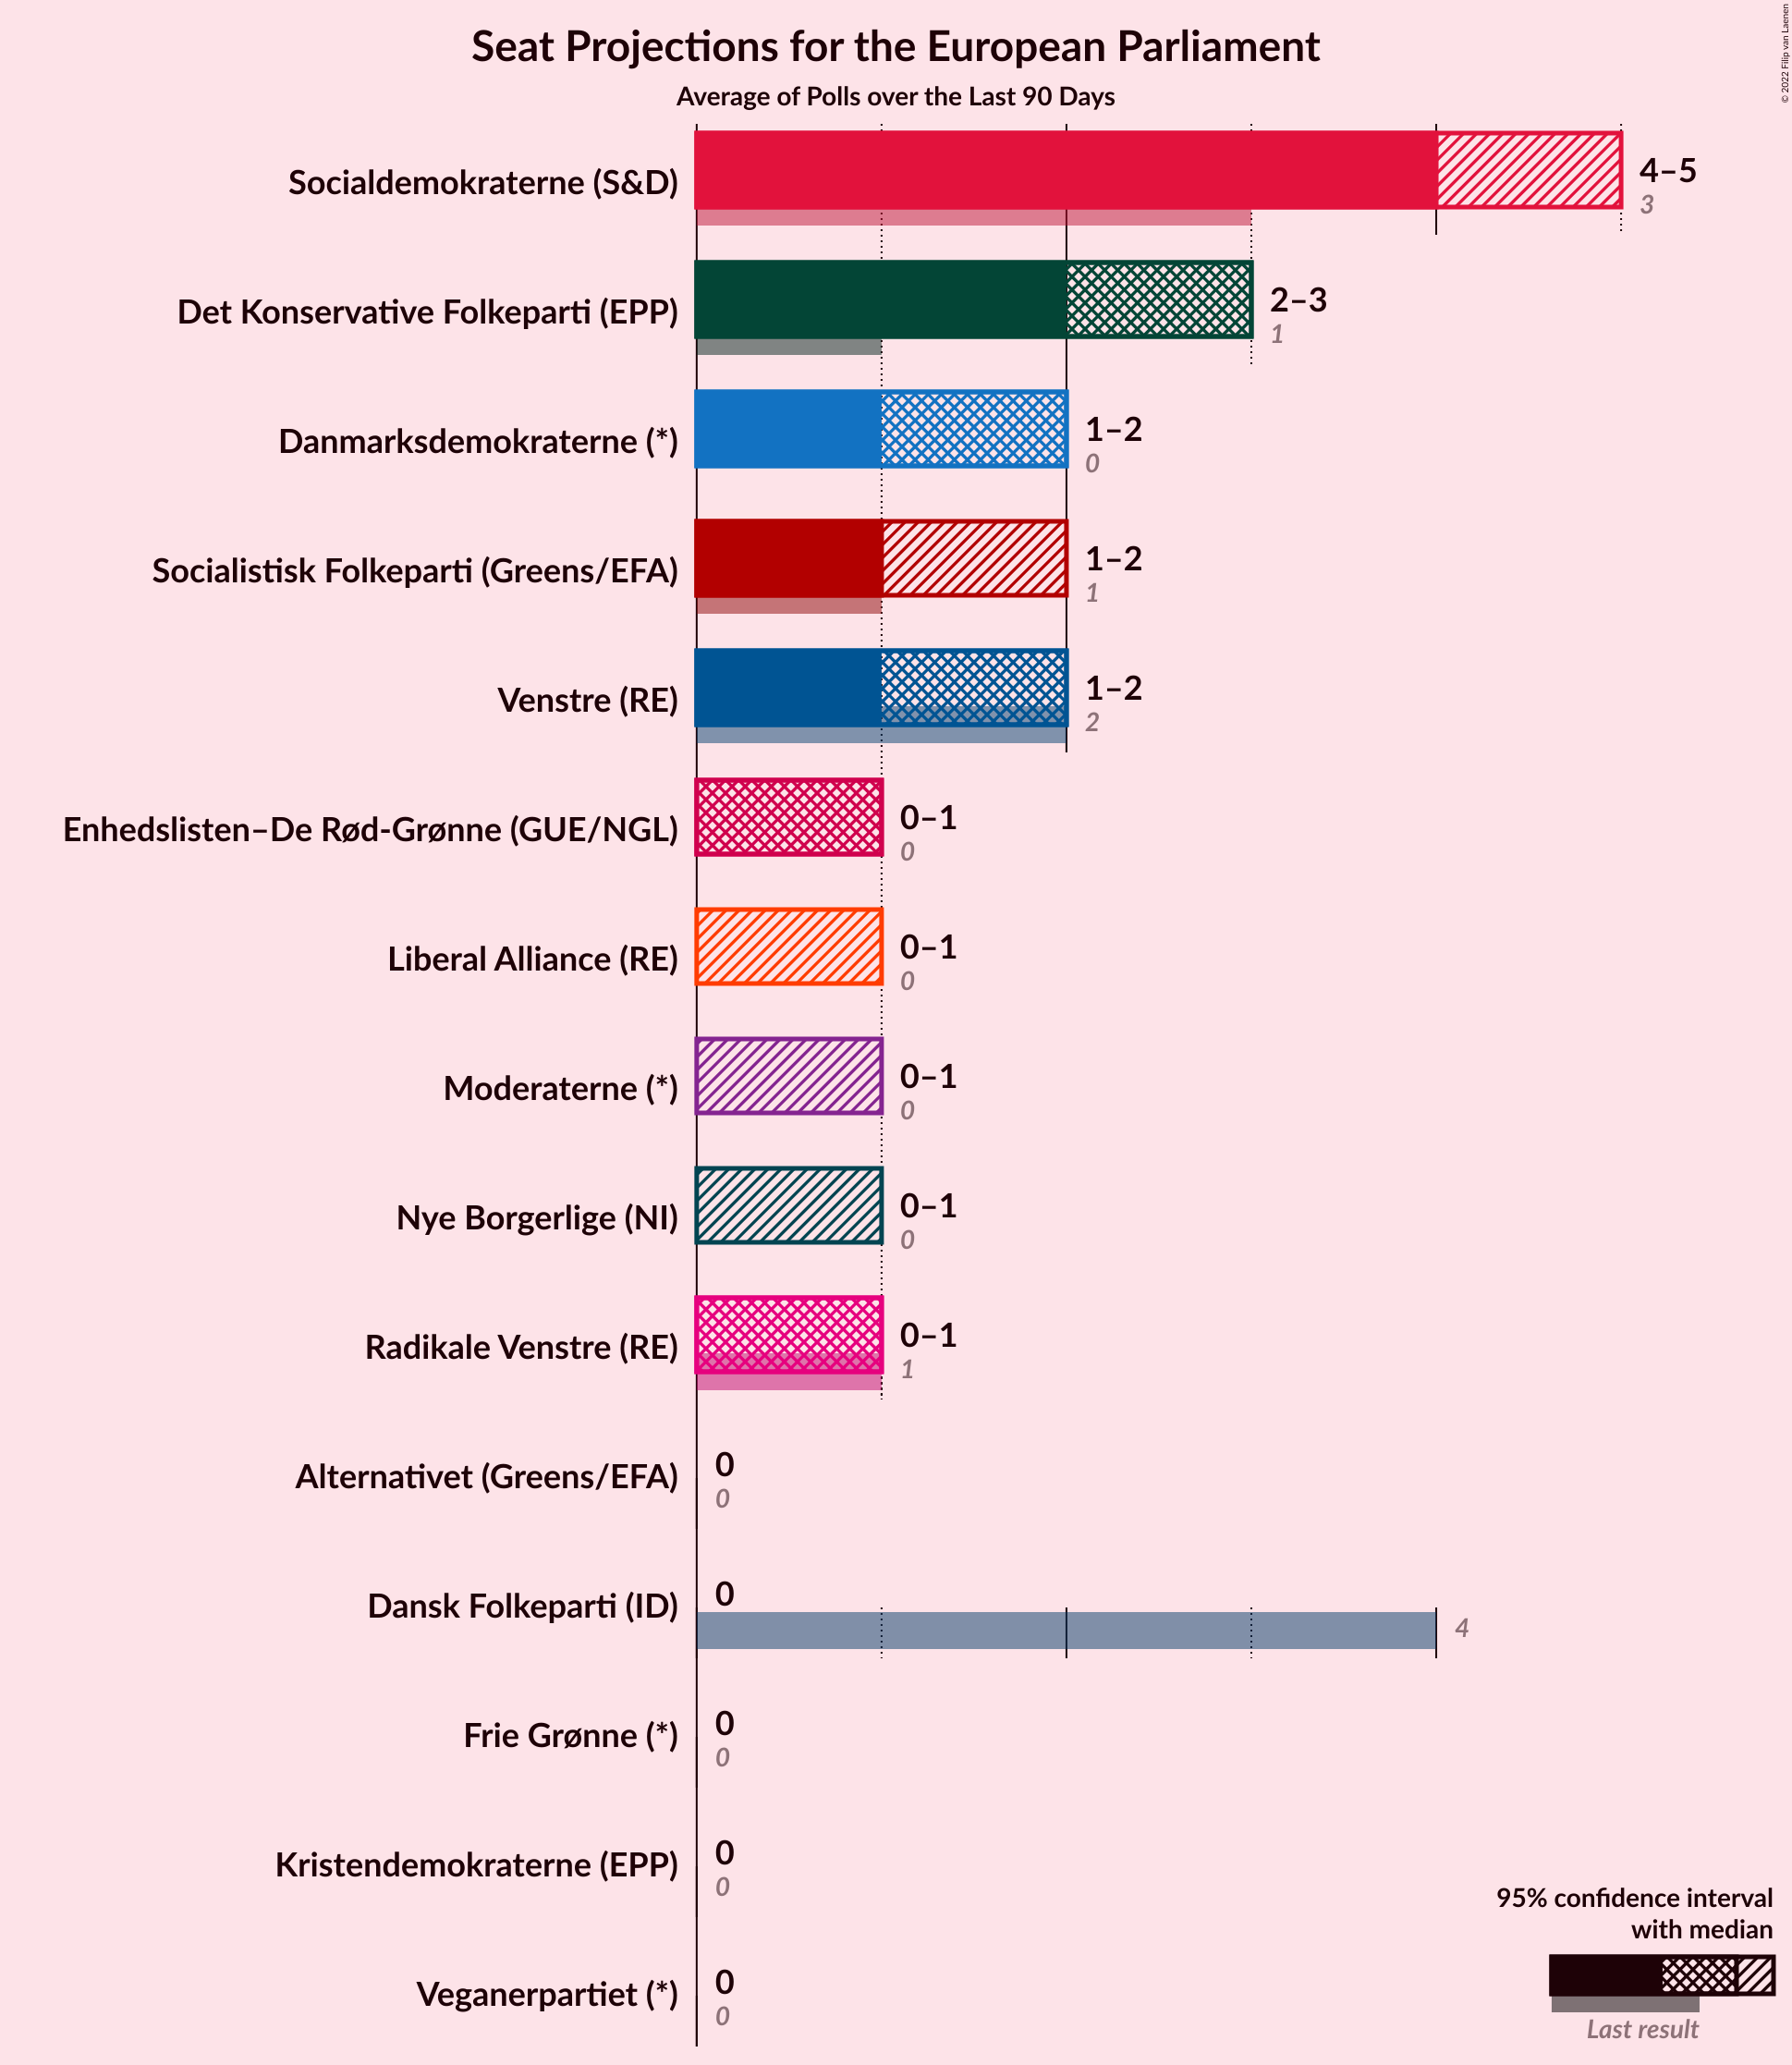 Seat Projections for the European Parliament
Average of Polls over the Last 90 Days
© 2022 Filip van Laenen
Socialdemokraterne (S&D)
4–5
3
Det Konservative Folkeparti (EPP)
2–3
1
Danmarksdemokraterne (*)
1–2
0
Socialistisk Folkeparti (Greens/EFA)
1–2
1
Venstre (RE)
1–2
2
Enhedslisten–De Rød-Grønne (GUE/NGL)
0–1
0
Liberal Alliance (RE)
0–1
0
Moderaterne (*)
0–1
0
Nye Borgerlige (NI)
0–1
0
Radikale Venstre (RE)
0–1
1
Alternativet (Greens/EFA)
0
0
Dansk Folkeparti (ID)
0
4
Frie Grønne (*)
0
0
Kristendemokraterne (EPP)
0
0
Veganerpartiet (*)
0
0
95% confidence interval
with median
Last result